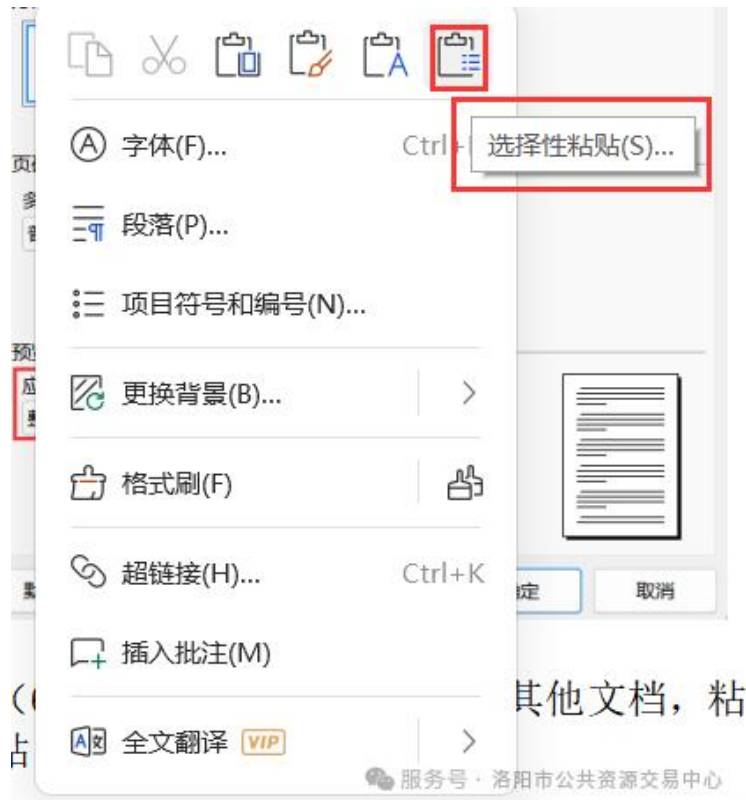 字体(F)...
选择性粘贴(S)...
段落(P)...
项目符号和编号(N)...
更换背景(B)...
格式刷(F)
超链接(H)... Ctrl+K
取消
插入批注(M)
其他文档，粘
全文翻译 VIP
服务号 · 洛阳市公共资源交易中心